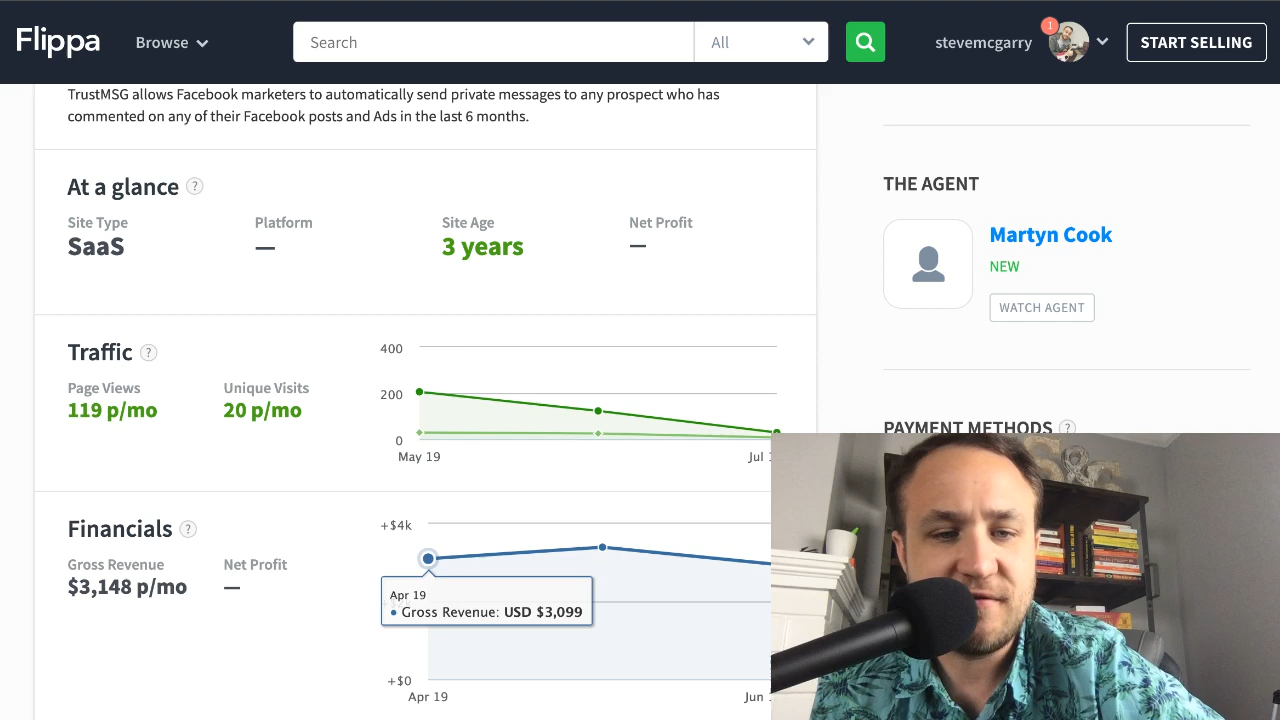 Flippa
Browse
Search
All
stevemcgarry
1
START SELLING
TrustMSG allows Facebook marketers to automatically send private messages to any prospect who has
commented on any of their Facebook posts and Ads in the last 6 months.
At a glance ?
Site Type
SaaS
Platform
—
Site Age
3 years
Net Profit
—
Traffic ?
Page Views
119 p/mo
Unique Visits
20 p/mo
400
200
0
May 19
Jul
Financials ?
Gross Revenue
$3,148 p/mo
Net Profit
—
+$4k
Apr 19
Gross Revenue: USD $3,099
+$0
Apr 19
Jun
THE AGENT
Martyn Cook
NEW
WATCH AGENT
PAYMENT METHODS ?